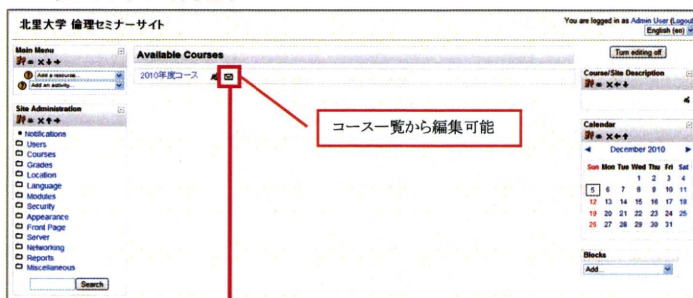 北里大学 倫理セミナーサイト
You are logged in as Admin User (Logout)
English (en)
Main Menu
Add a resource...
Add an activity...
Site Administration
Notifications
Users
Courses
Grades
Location
Language
Modules
Security
Appearance
Front Page
Server
Networking
Reports
Miscellaneous
Search
Available Courses
2010年度コース
コース一覧から編集可能
Turn editing off
Course/Site Description
Calendar
December 2010
Sun Mon Tue Wed Thu Fri Sat
1 2 3 4
5 6 7 8 9 10 11
12 13 14 15 16 17 18
19 20 21 22 23 24 25
26 27 28 29 30 31
Blocks
Add...